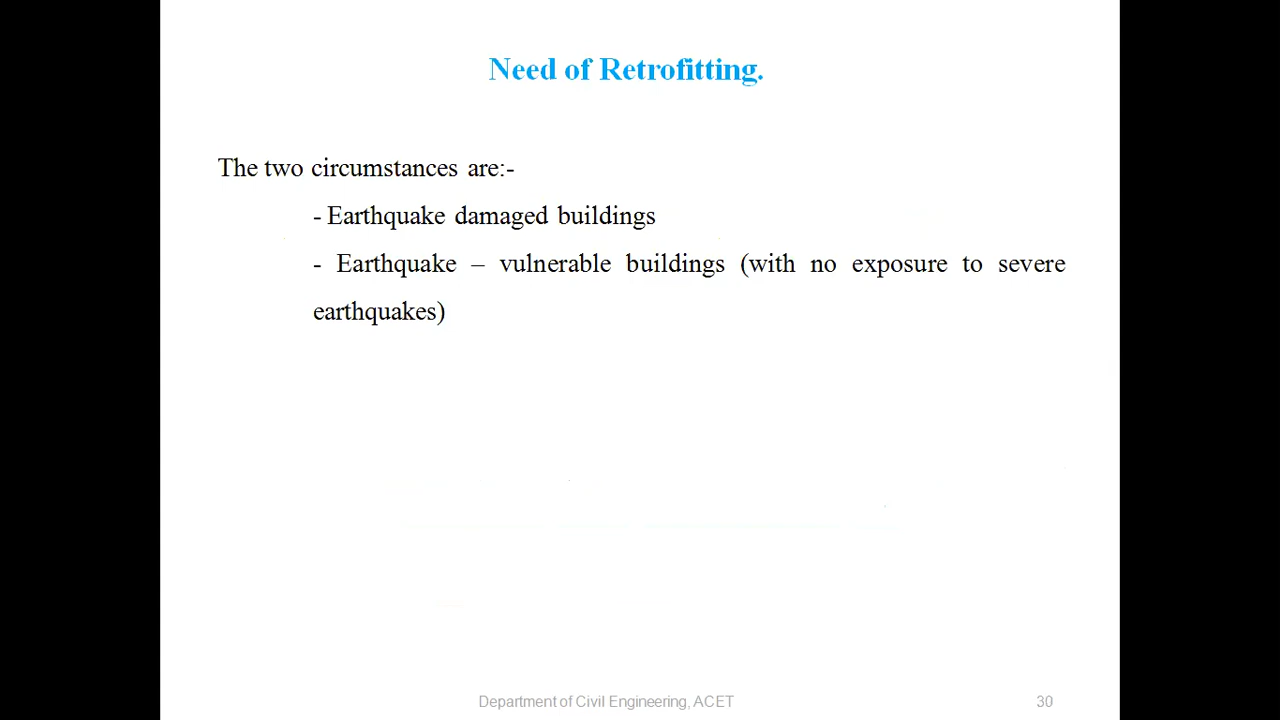 Need of Retrofitting.
The two circumstances are:-
- Earthquake damaged buildings
- Earthquake – vulnerable buildings (with no exposure to severe
earthquakes)
Department of Civil Engineering, ACET
30